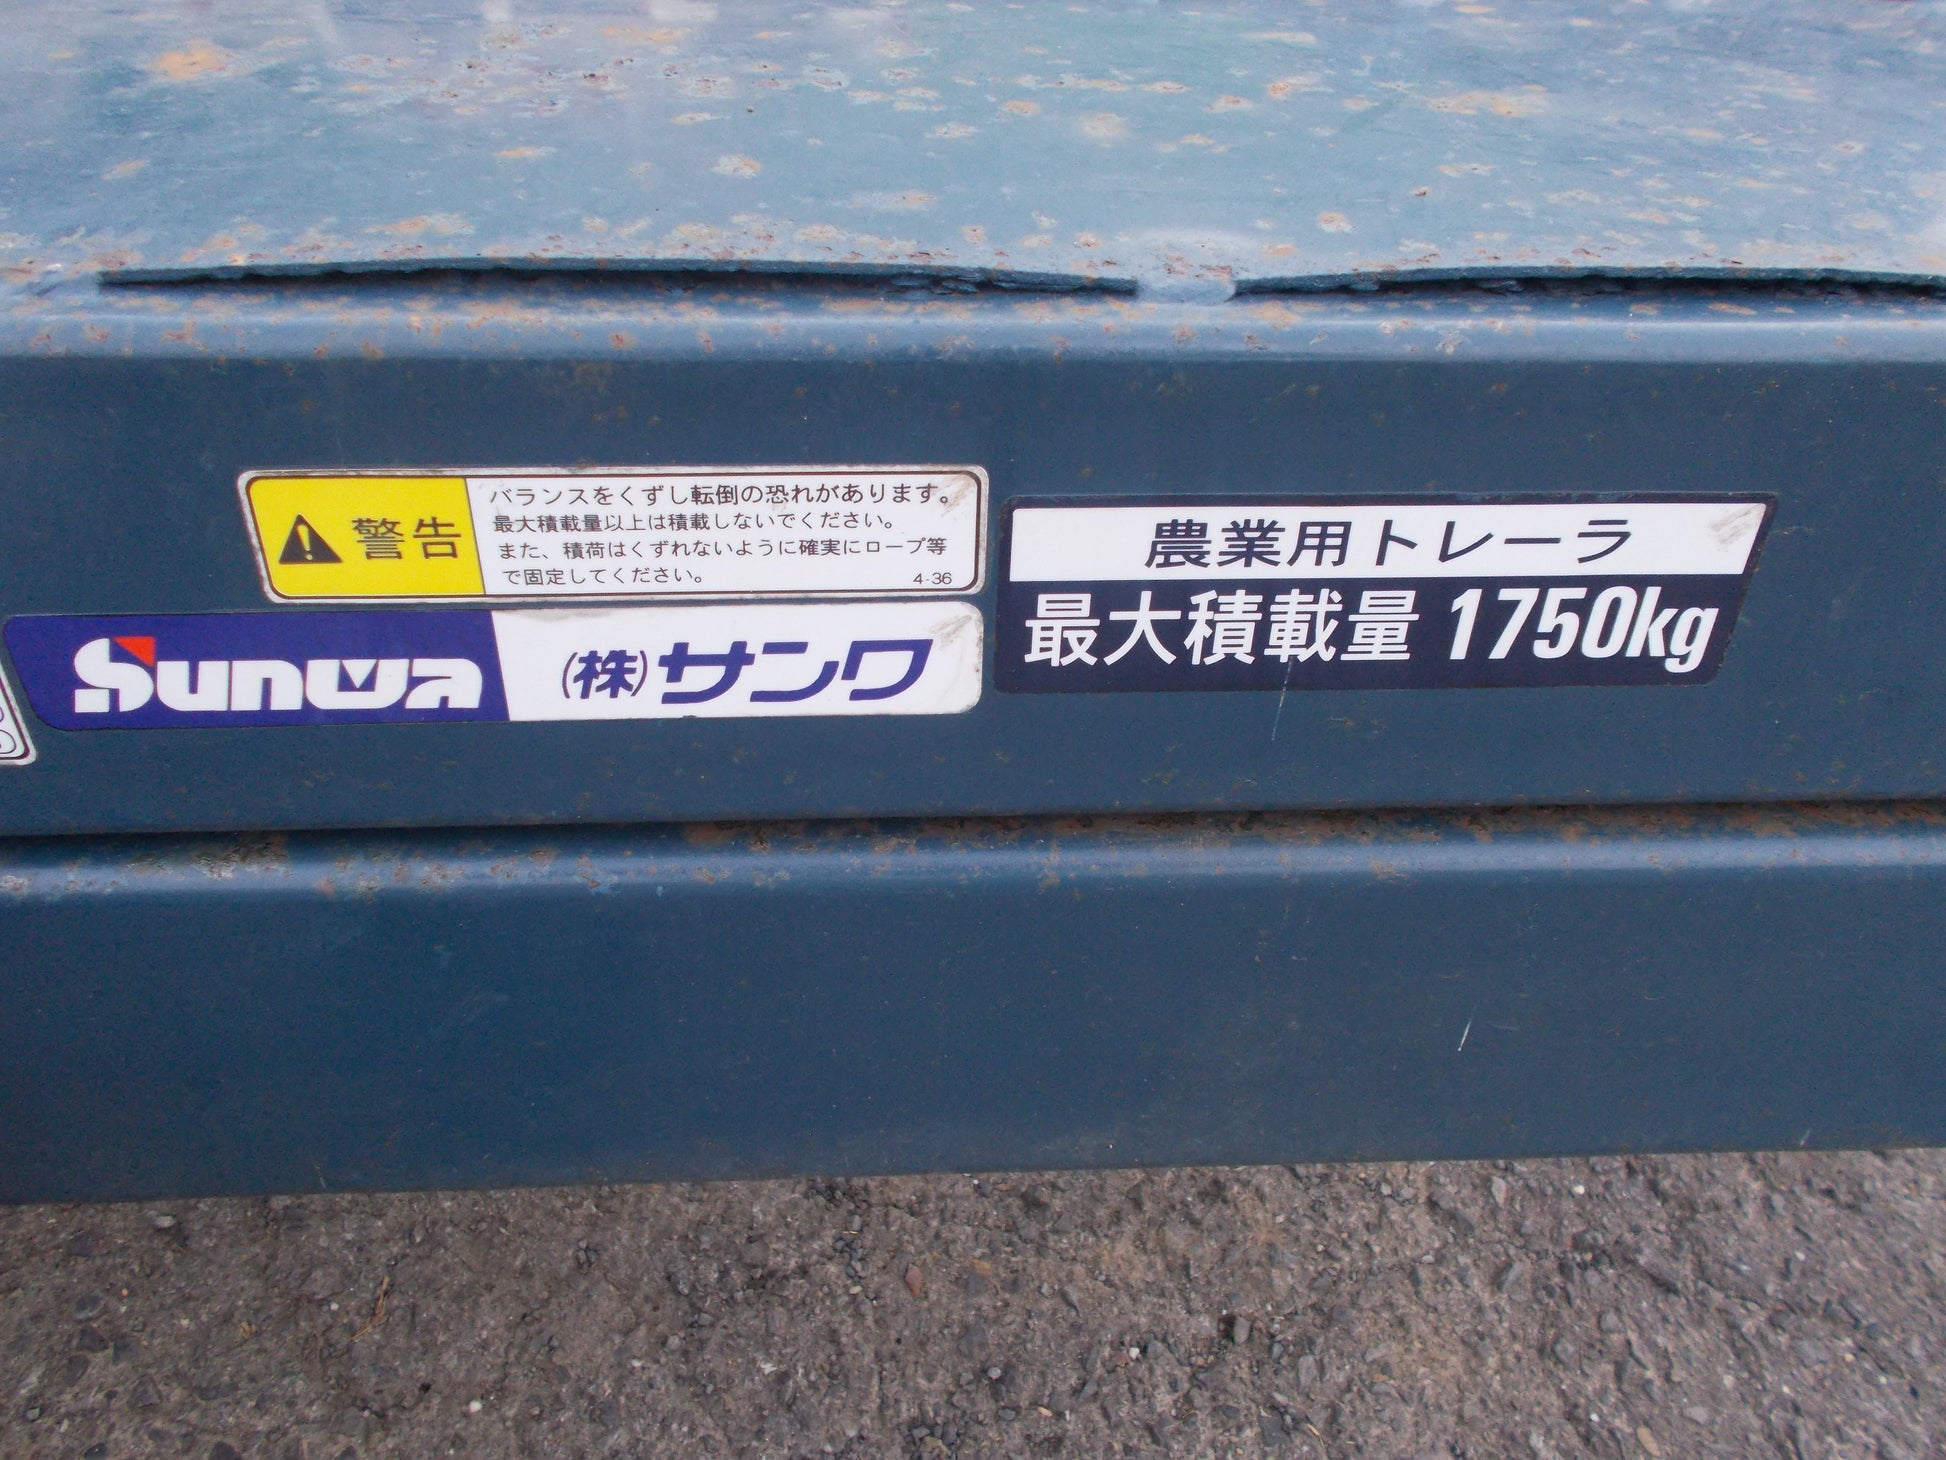 警告
バランスをくずし転倒の恐れがあります。
最大積載量以上は積載しないでください。
また、積荷はくずれないように確実にロープ等
で固定してください。
4-36
Sunwa (株)サンワ
農業用トレーラ
最大積載量 1750kg